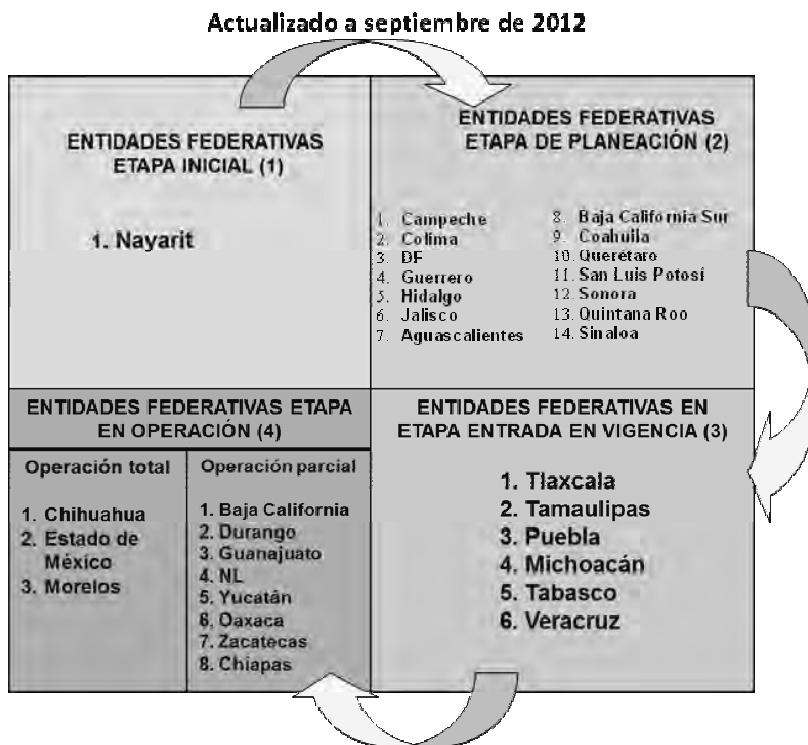 Actualizado a septiembre de 2012
ENTIDADES FEDERATIVAS
ETAPA INICIAL (1)
1. Nayarit
ENTIDADES FEDERATIVAS
ETAPA DE PLANEACIÓN (2)
1. Campeche
2. Colima
3. DF
4. Guerrero
5. Hidalgo
6. Jalisco
7. Aguascalientes
8. Baja California Sur
9. Coahuila
10. Querétaro
11. San Luis Potosí
12. Sonora
13. Quintana Roo
14. Sinaloa
ENTIDADES FEDERATIVAS EN
ETAPA ENTRADA EN VIGENCIA (3)
1. Tlaxcala
2. Tamaulipas
3. Puebla
4. Michoacán
5. Tabasco
6. Veracruz
ENTIDADES FEDERATIVAS ETAPA
EN OPERACIÓN (4)
Operación total
1. Chihuahua
2. Estado de
México
3. Morelos
Operación parcial
1. Baja California
2. Durango
3. Guanajuato
4. NL
5. Yucatán
6. Oaxaca
7. Zacatecas
8. Chiapas